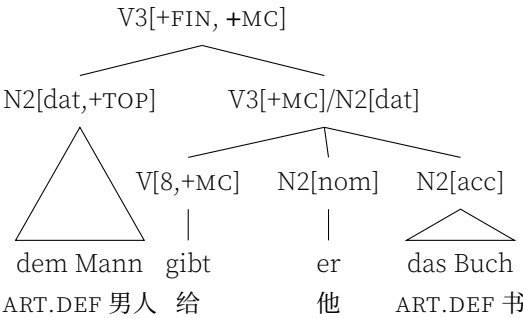 V3[+FIN, +MC]
N2[dat,+TOP] V3[+MC]/N2[dat]
V[8,+MC] N2[nom] N2[acc]
dem Mann gibt er das Buch
ART.DEF 男人 给 他 ART.DEF 书